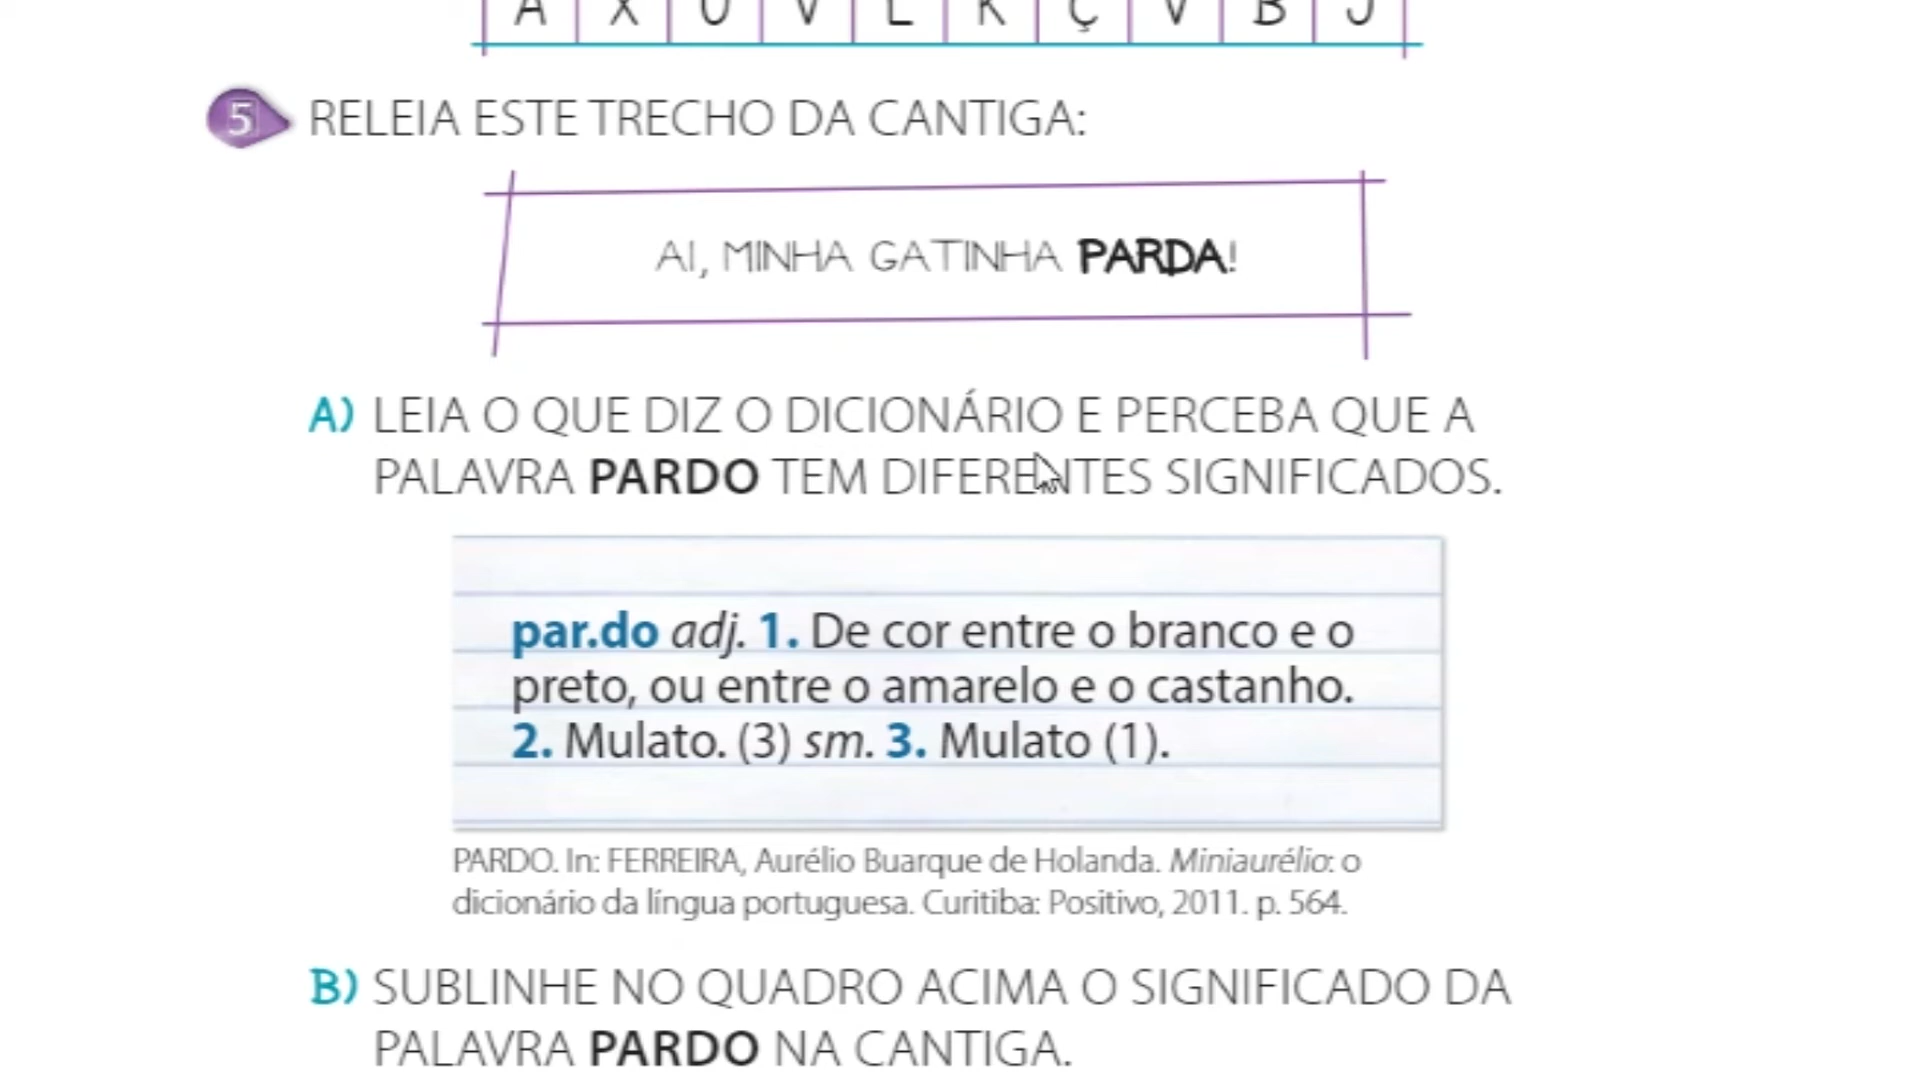 A X U V L K Ç V B J
5 RELEIA ESTE TRECHO DA CANTIGA:
AI, MINHA GATINHA PARDA!
A) LEIA O QUE DIZ O DICIONÁRIO E PERCEBA QUE A
PALAVRA PARDO TEM DIFERENTES SIGNIFICADOS.
par.do adj. 1. De cor entre o branco e o
preto, ou entre o amarelo e o castanho.
2. Mulato. (3) sm. 3. Mulato (1).
PARDO. In: FERREIRA, Aurélio Buarque de Holanda. Miniaurélio: o
dicionário da língua portuguesa. Curitiba: Positivo, 2011. p. 564.
B) SUBLINHE NO QUADRO ACIMA O SIGNIFICADO DA
PALAVRA PARDO NA CANTIGA.